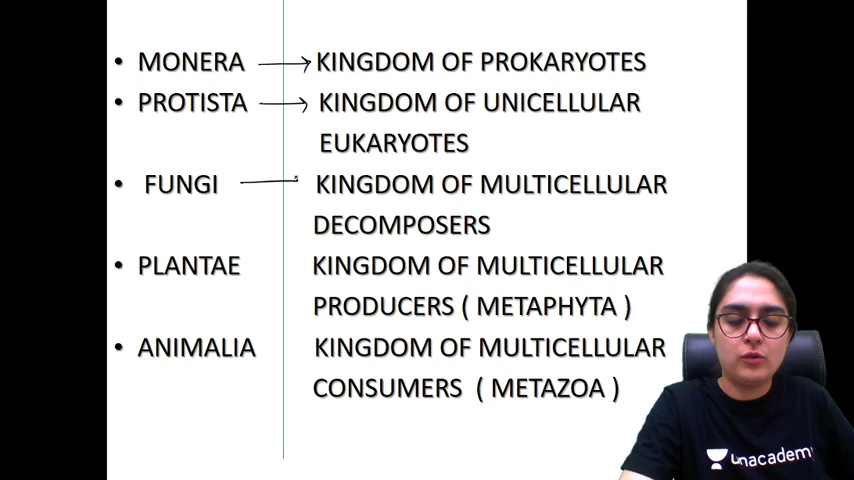 • MONERA → KINGDOM OF PROKARYOTES
• PROTISTA → KINGDOM OF UNICELLULAR
EUKARYOTES
• FUNGI KINGDOM OF MULTICELLULAR
DECOMPOSERS
• PLANTAE KINGDOM OF MULTICELLULAR
PRODUCERS ( METAPHYTA )
• ANIMALIA KINGDOM OF MULTICELLULAR
CONSUMERS ( METAZOA )
unacademy